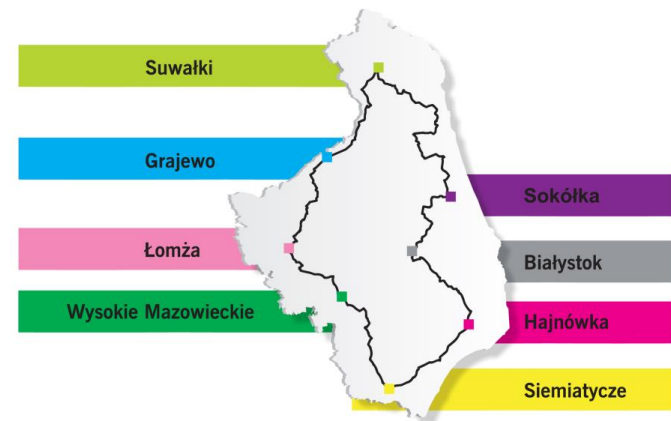 Suwałki
Grajewo
Łomża
Wysokie Mazowieckie
Sokółka
Białystok
Hajnówka
Siemiatycze